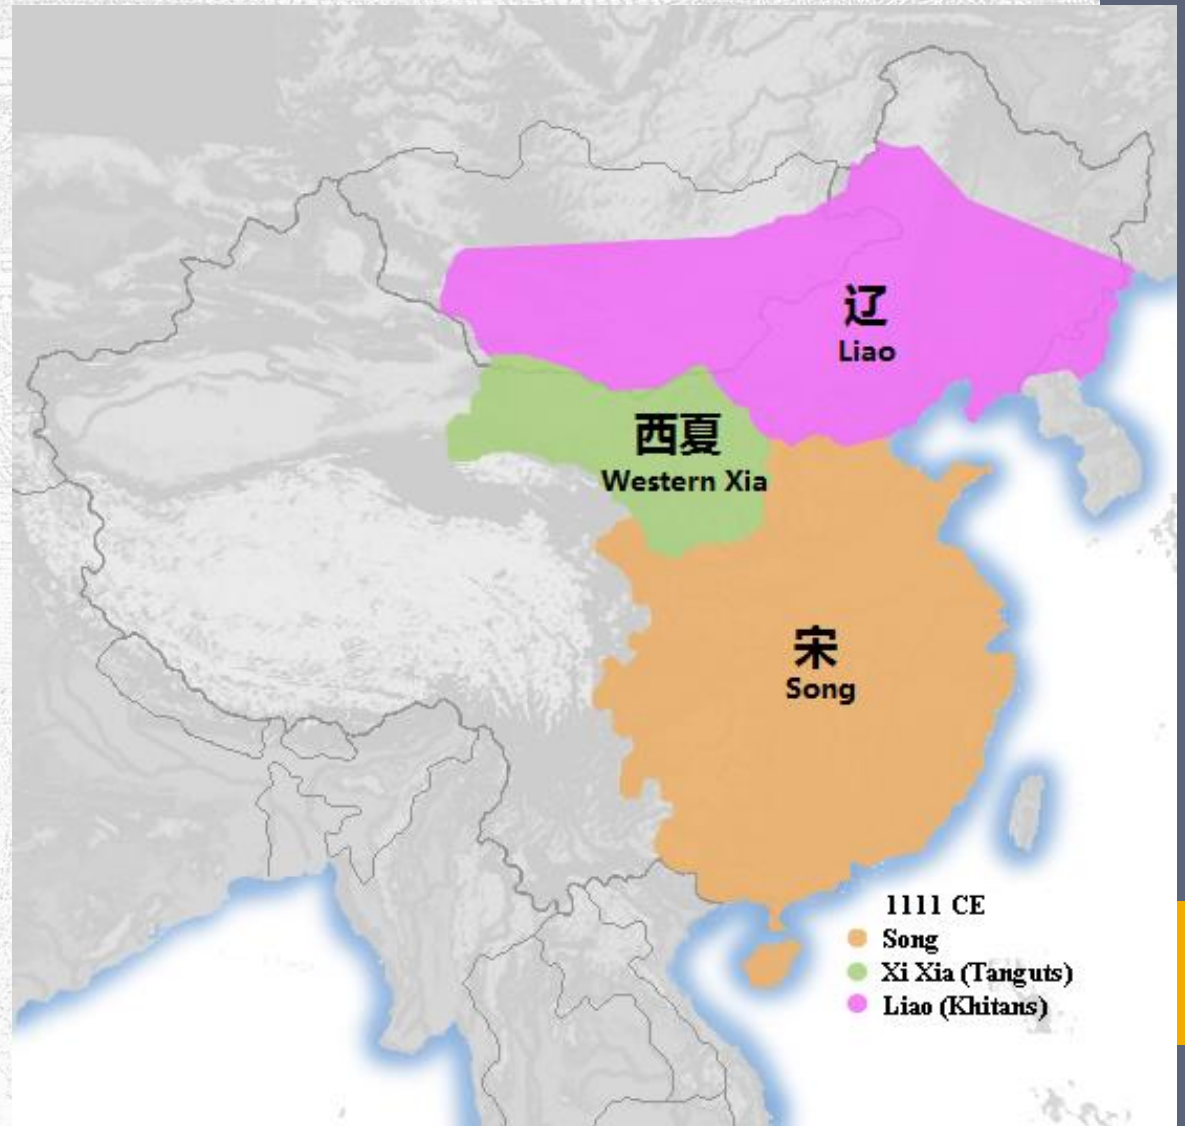 辽
Liao
西夏
Western Xia
宋
Song
1111 CE
Song
Xi Xia (Tanguts)
Liao (Khitans)